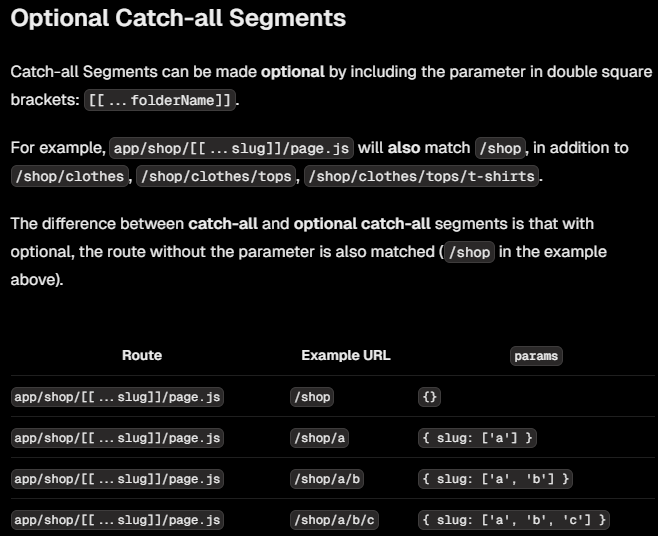 Optional Catch-all Segments
Catch-all Segments can be made optional by including the parameter in double square
brackets: [[...folderName]].
For example, app/shop/[[...slug]]/page.js will also match /shop, in addition to
/shop/clothes, /shop/clothes/tops, /shop/clothes/tops/t-shirts.
The difference between catch-all and optional catch-all segments is that with
optional, the route without the parameter is also matched (/shop in the example
above).
Route Example URL params
app/shop/[[...slug]]/page.js /shop {}
app/shop/[[...slug]]/page.js /shop/a { slug: ['a'] }
app/shop/[[...slug]]/page.js /shop/a/b { slug: ['a', 'b'] }
app/shop/[[...slug]]/page.js /shop/a/b/c { slug: ['a', 'b', 'c'] }